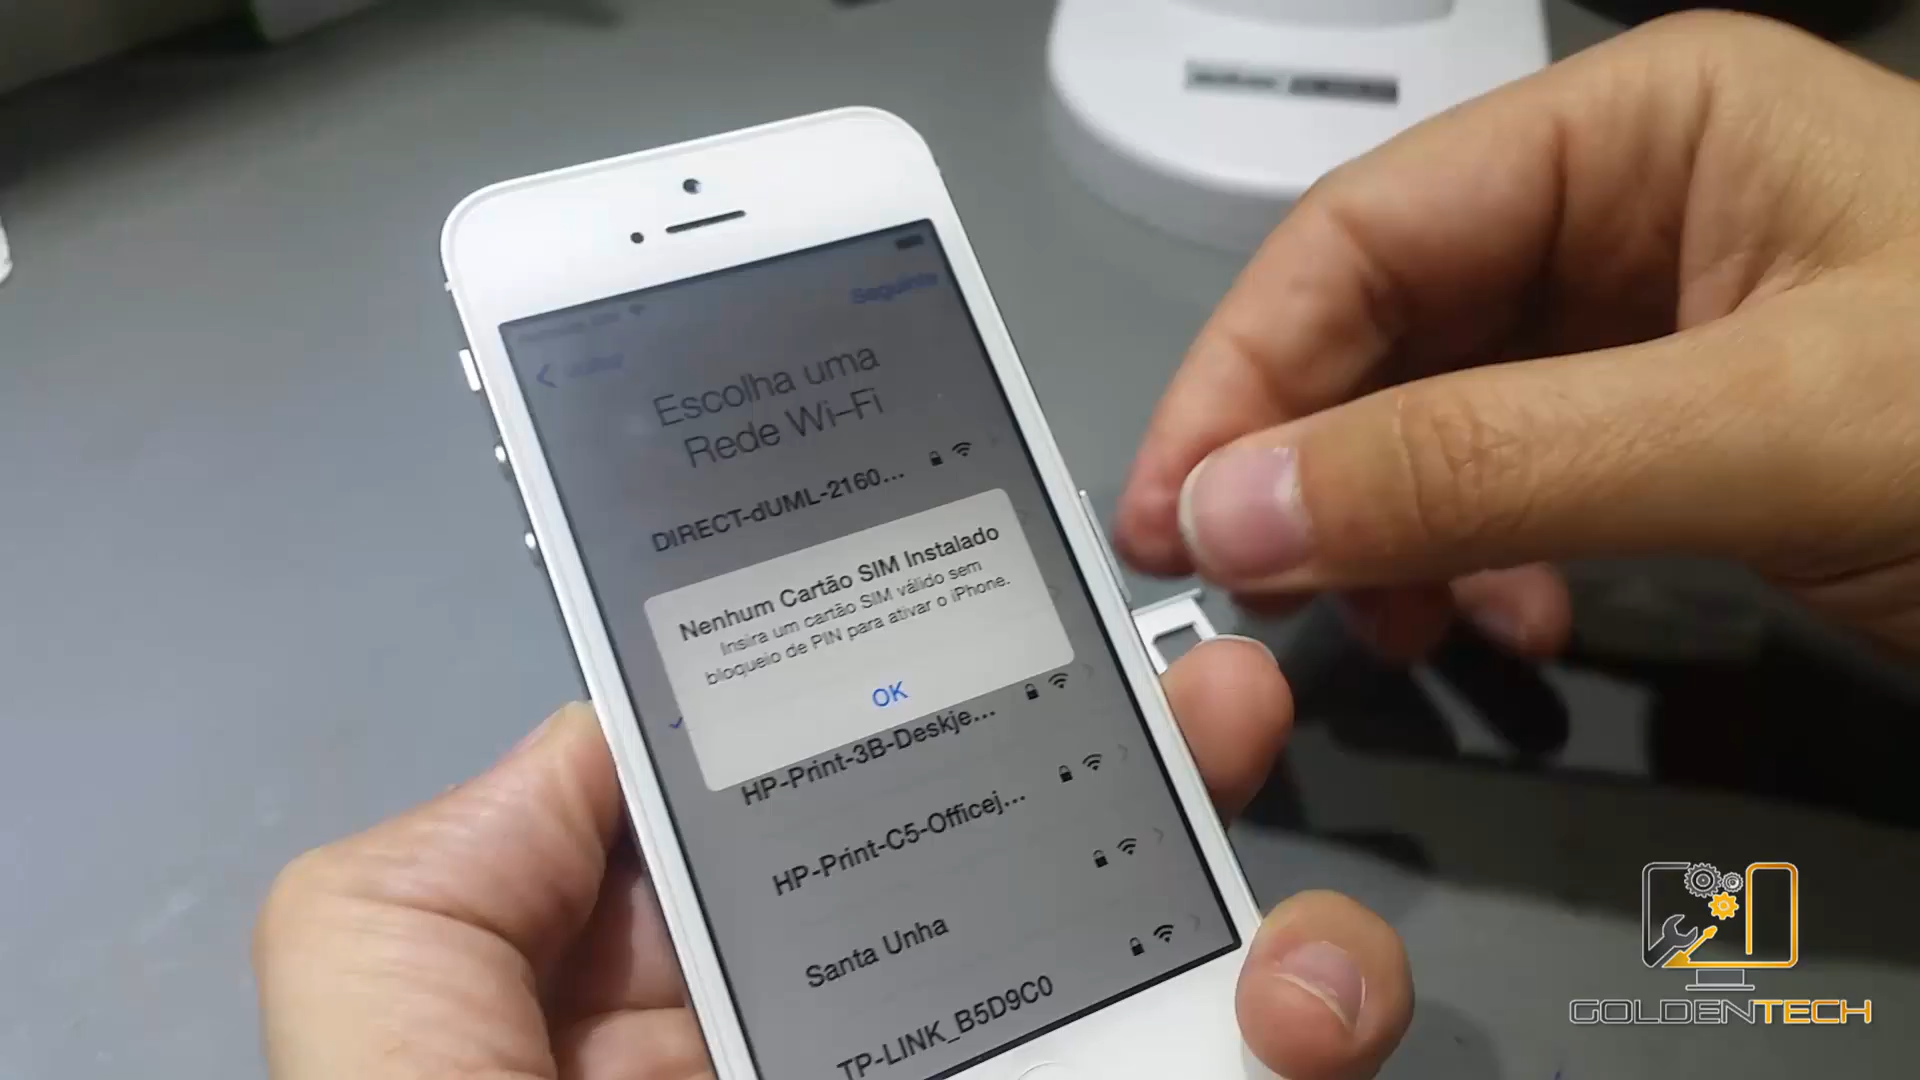 Seguinte
Escolha uma
Rede Wi-Fi
DIRECT-dUML-2160...
Nenhum Cartão SIM Instalado
Insira um cartão SIM válido sem
bloqueio de PIN para ativar o iPhone.
OK
HP-Print-3B-Deskje...
HP-Print-C5-Officej...
Santa Unha
TP-LINK_B5D9C0
GOLDENTECH